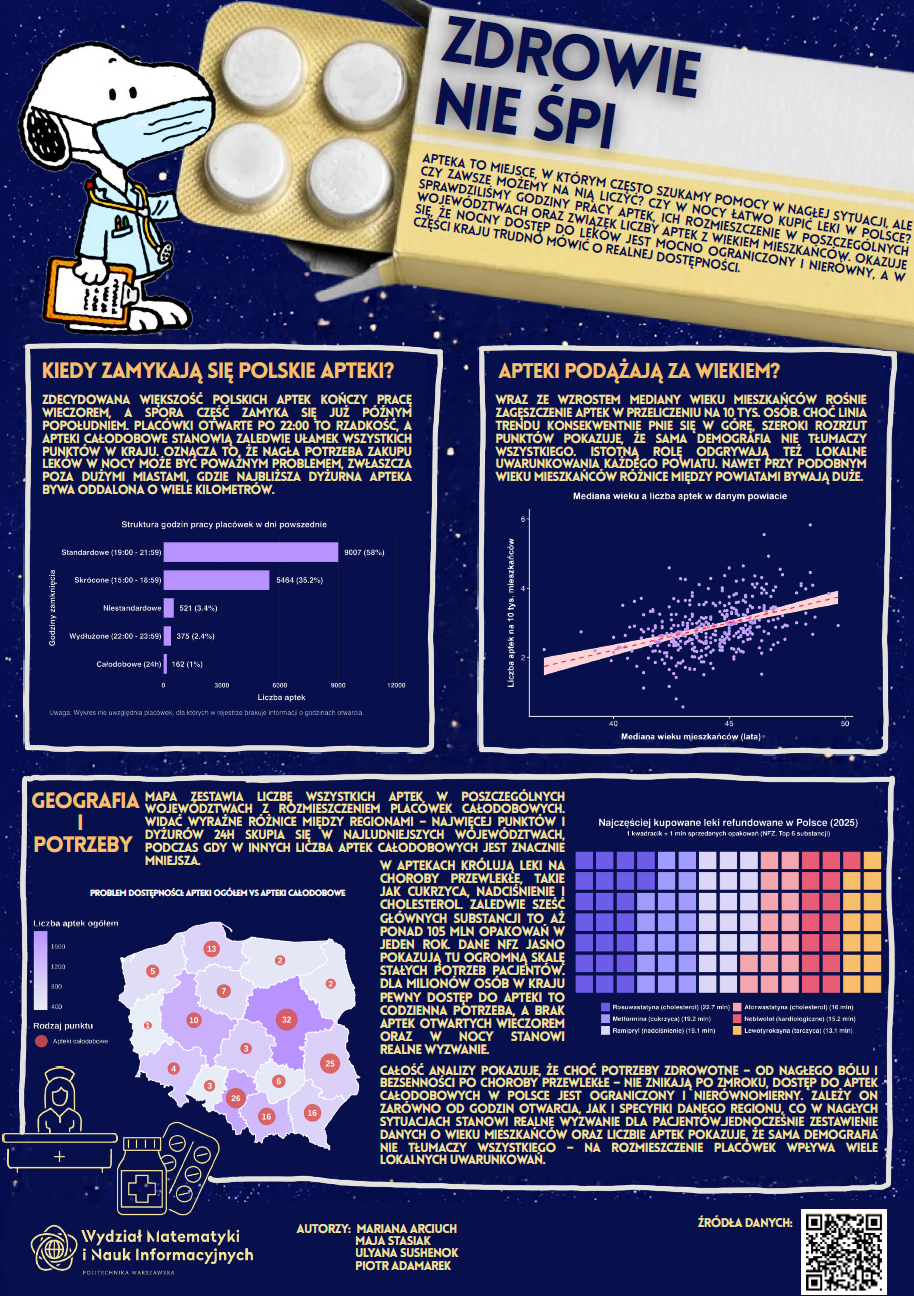 ZDROWIE
NIE ŚPI
APTEKA TO MIEJSCE, W KTÓRYM CZĘSTO SZUKAMY POMOCY W NAGŁEJ SYTUACJI, ALE
CZY ZAWSZE MOŻEMY NA NIĄ LICZYĆ? CZY W NOCY ŁATWO KUPIĆ LEKI W POLSCE?
SPRAWDZILIŚMY GODZINY PRACY APTEK, ICH ROZMIESZCZENIE W POSZCZEGÓLNYCH
WOJEWÓDZTWACH ORAZ ZWIĄZEK LICZBY APTEK Z WIEKIEM MIESZKAŃCÓW. OKAZUJE
SIĘ, ŻE NOCNY DOSTĘP DO LEKÓW JEST MOCNO OGRANICZONY I NIERÓWNY, A W
CZĘŚCI KRAJU TRUDNO MÓWIĆ O REALNEJ DOSTĘPNOŚCI.
KIEDY ZAMYKAJĄ SIĘ POLSKIE APTEKI?
ZDECYDOWANA WIĘKSZOŚĆ POLSKICH APTEK KOŃCZY PRACĘ
WIECZOREM, A SPORA CZĘŚĆ ZAMYKA SIĘ JUŻ PÓŹNYM
POPOŁUDNIEM. PLACÓWKI OTWARTE PO 22:00 TO RZADKOŚĆ, A
APTEKI CAŁODOBOWE STANOWIĄ ZALEDWIE UŁAMEK WSZYSTKICH
PUNKTÓW W KRAJU. OZNACZA TO, ŻE NAGŁA POTRZEBA ZAKUPU
LEKÓW W NOCY MOŻE BYĆ POWAŻNYM PROBLEMEM, ZWŁASZCZA
POZA DUŻYMI MIASTAMI, GDZIE NAJBLIŻSZA DYŻURNA APTEKA
BYWA ODDALONA O WIELE KILOMETRÓW.
Struktura godzin pracy placówek w dni powszednie
Godziny zamknięcia
Standardowe (19:00 - 21:59)
9007 (58%)
Skrócone (15:00 - 18:59)
5464 (35.2%)
Niestandardowe
521 (3.4%)
Wydłużone (22:00 - 23:59)
375 (2.4%)
Całodobowe (24h)
162 (1%)
0 3000 6000 9000 12000
Liczba aptek
Uwaga: Wykres nie uwzględnia placówek, dla których w rejestrze brakuje informacji o godzinach otwarcia.
APTEKI PODĄŻAJĄ ZA WIEKIEM?
WRAZ ZE WZROSTEM MEDIANY WIEKU MIESZKAŃCÓW ROŚNIE
ZAGĘSZCZENIE APTEK W PRZELICZENIU NA 10 TYS. OSÓB. CHOĆ LINIA
TRENDU KONSEKWENTNIE PNIE SIĘ W GÓRĘ, SZEROKI ROZRZUT
PUNKTÓW POKAZUJE, ŻE SAMA DEMOGRAFIA NIE TŁUMACZY
WSZYSTKIEGO. ISTOTNĄ ROLĘ ODGRYWAJĄ TEŻ LOKALNE
UWARUNKOWANIA KAŻDEGO POWIATU. NAWET PRZY PODOBNYM
WIEKU MIESZKAŃCÓW RÓŻNICE MIĘDZY POWIATAMI BYWAJĄ DUŻE.
Mediana wieku a liczba aptek w danym powiecie
Liczba aptek na 10 tys. mieszkańców
6
4
2
40 45 50
Mediana wieku mieszkańców (lata)
GEOGRAFIA
I
POTRZEBY
MAPA ZESTAWIA LICZBĘ WSZYSTKICH APTEK W POSZCZEGÓLNYCH
WOJEWÓDZTWACH Z ROZMIESZCZENIEM PLACÓWEK CAŁODOBOWYCH.
WIDAĆ WYRAŹNE RÓŻNICE MIĘDZY REGIONAMI – NAJWIĘCEJ PUNKTÓW I
DYŻURÓW 24H SKUPIA SIĘ W NAJLUDNIEJSZYCH WOJEWÓDZTWACH,
PODCZAS GDY W INNYCH LICZBA APTEK CAŁODOBOWYCH JEST ZNACZNIE
MNIEJSZA.
PROBLEM DOSTĘPNOŚCI: APTEKI OGÓŁEM VS APTEKI CAŁODOBOWE
Liczba aptek ogółem
1600
1200
800
400
Rodzaj punktu
Apteki całodobowe
13
2
5
2
7
1
10
32
3
25
4
3
6
26
16
16
W APTEKACH KRÓLUJĄ LEKI NA
CHOROBY PRZEWLEKŁE, TAKIE
JAK CUKRZYCA, NADCIŚNIENIE I
CHOLESTEROL. ZALEDWIE SZEŚĆ
GŁÓWNYCH SUBSTANCJI TO AŻ
PONAD 105 MLN OPAKOWAŃ W
JEDEN ROK. DANE NFZ JASNO
POKAZUJĄ TU OGROMNĄ SKALĘ
STAŁYCH POTRZEB PACJENTÓW.
DLA MILIONÓW OSÓB W KRAJU
PEWNY DOSTĘP DO APTEKI TO
CODZIENNA POTRZEBA, A BRAK
APTEK OTWARTYCH WIECZOREM
ORAZ W NOCY STANOWI
REALNE WYZWANIE.
Najczęściej kupowane leki refundowane w Polsce (2025)
1 kwadracik = 1 mln sprzedanych opakowań (NFZ, Top 6 substancji)
Rosuwastatyna (cholesterol) (22.7 mln) Atorwastatyna (cholesterol) (16 mln)
Metformina (cukrzyca) (19.2 mln) Nebiwolol (kardiologiczne) (15.2 mln)
Ramipryl (nadciśnienie) (19.1 mln) Lewotyroksyna (tarczyca) (13.1 mln)
CAŁOŚĆ ANALIZY POKAZUJE, ŻE CHOĆ POTRZEBY ZDROWOTNE – OD NAGŁEGO BÓLU I
BEZSENNOŚCI PO CHOROBY PRZEWLEKŁE – NIE ZNIKAJĄ PO ZMROKU, DOSTĘP DO APTEK
CAŁODOBOWYCH W POLSCE JEST OGRANICZONY I NIERÓWNOMIERNY. ZALEŻY ON
ZARÓWNO OD GODZIN OTWARCIA, JAK I SPECYFIKI DANEGO REGIONU, CO W NAGŁYCH
SYTUACJACH STANOWI REALNE WYZWANIE DLA PACJENTÓW.JEDNOCZEŚNIE ZESTAWIENIE
DANYCH O WIEKU MIESZKAŃCÓW ORAZ LICZBIE APTEK POKAZUJE, ŻE SAMA DEMOGRAFIA
NIE TŁUMACZY WSZYSTKIEGO – NA ROZMIESZCZENIE PLACÓWEK WPŁYWA WIELE
LOKALNYCH UWARUNKOWAŃ.
Wydział Matematyki
i Nauk Informacyjnych
POLITECHNIKA WARSZAWSKA
AUTORZY: MARIANA ARCIUCH
MAJA STASIAK
ULYANA SUSHENOK
PIOTR ADAMAREK
ŹRÓDŁA DANYCH: